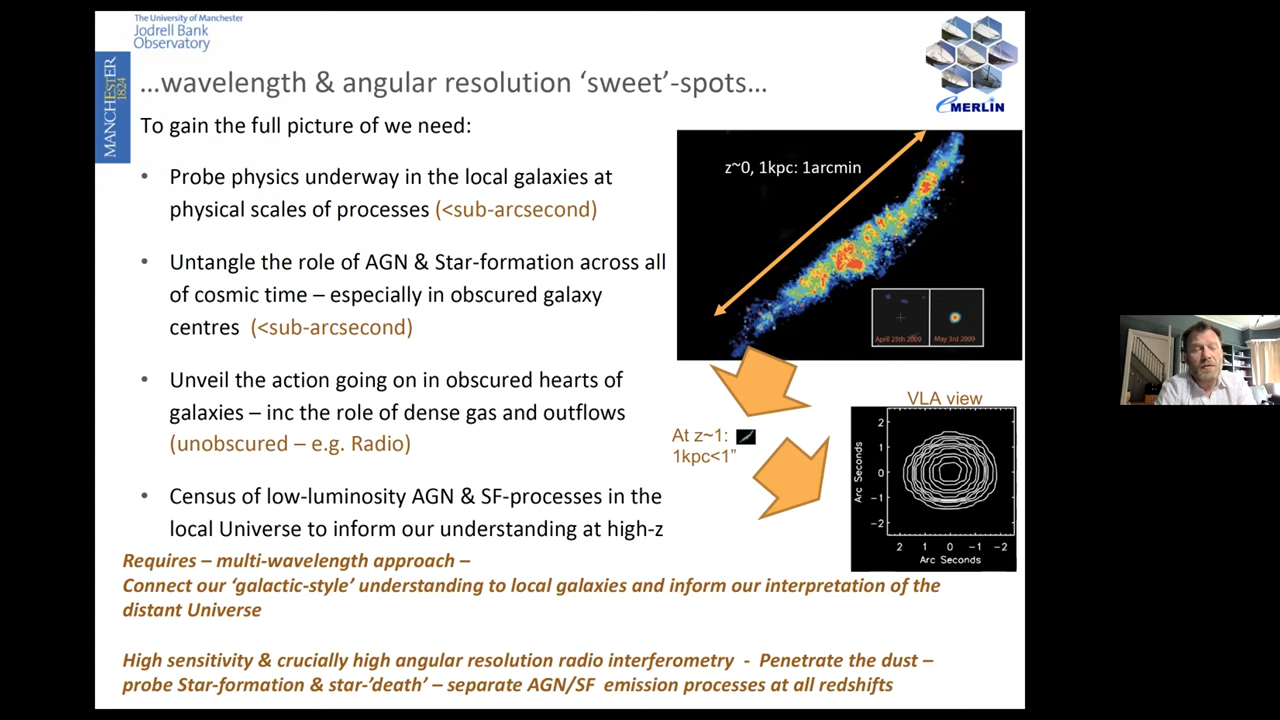 The University of Manchester
Jodrell Bank
Observatory
MANCHESTER
1824
eMERLIN
…wavelength & angular resolution ‘sweet’-spots…
To gain the full picture of we need:
• Probe physics underway in the local galaxies at
physical scales of processes (<sub-arcsecond)
• Untangle the role of AGN & Star-formation across all
of cosmic time – especially in obscured galaxy
centres (<sub-arcsecond)
• Unveil the action going on in obscured hearts of
galaxies – inc the role of dense gas and outflows
(unobscured – e.g. Radio)
• Census of low-luminosity AGN & SF-processes in the
local Universe to inform our understanding at high-z
z~0, 1kpc: 1arcmin
April 25th 2009
May 3rd 2009
At z~1:
1kpc<1”
VLA view
Arc Seconds
2
1
0
−1
−2
2 1 0 −1 −2
Arc Seconds
Requires – multi-wavelength approach –
Connect our ‘galactic-style’ understanding to local galaxies and inform our interpretation of the
distant Universe
High sensitivity & crucially high angular resolution radio interferometry - Penetrate the dust –
probe Star-formation & star-’death’ – separate AGN/SF emission processes at all redshifts